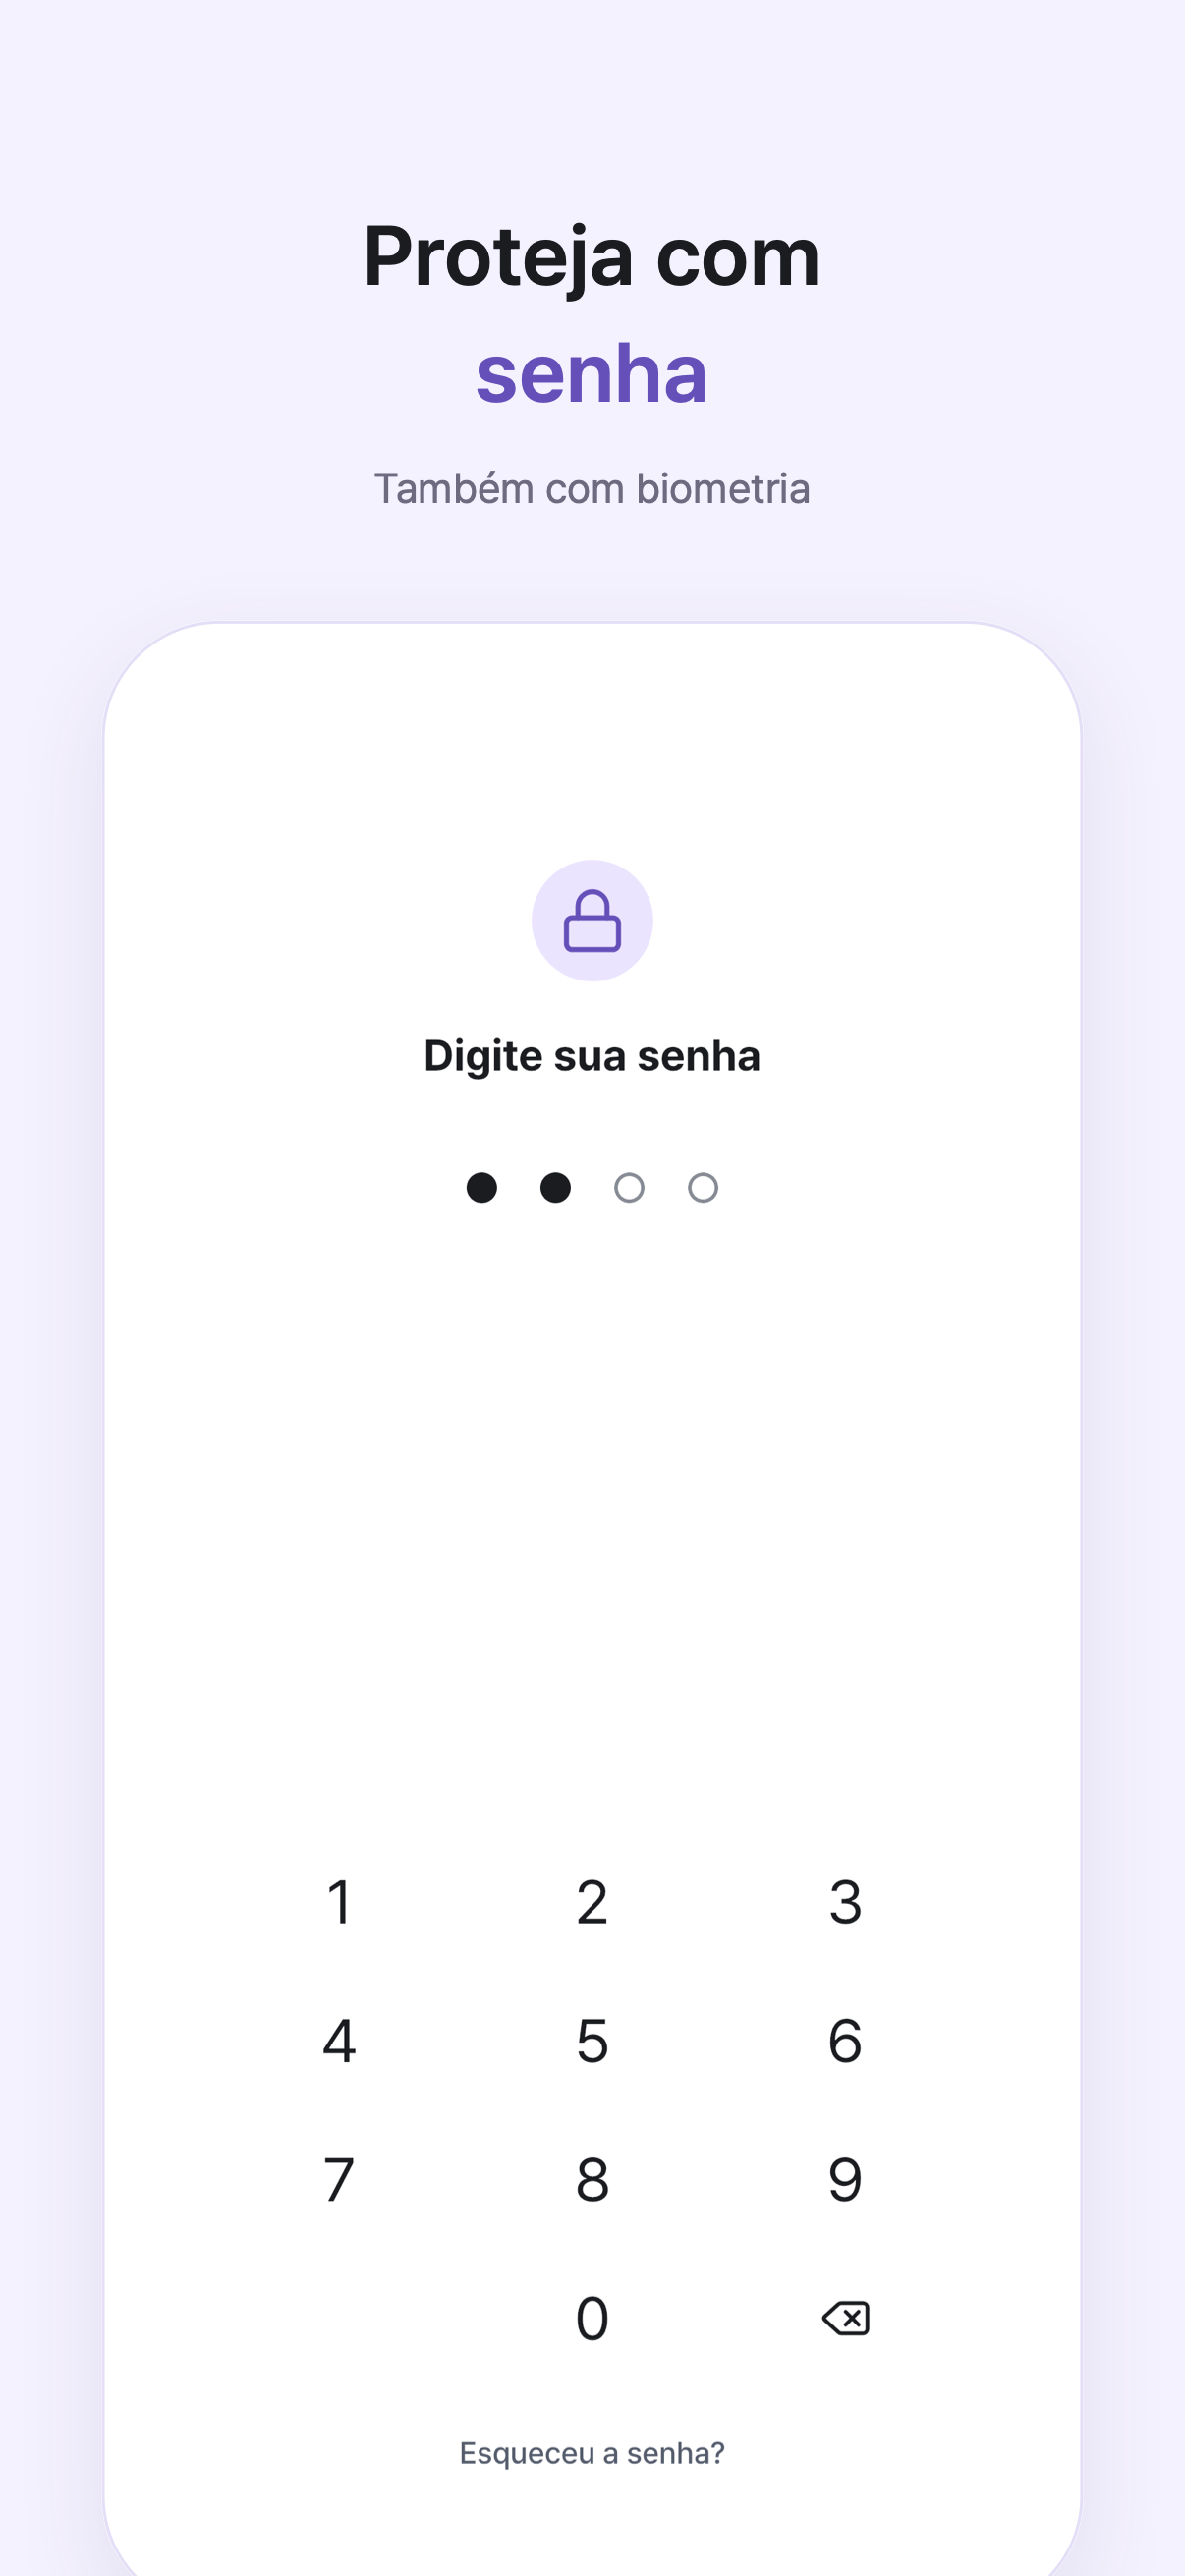 Proteja com
senha
Também com biometria
Digite sua senha
1 2 3
4 5 6
7 8 9
0
Esqueceu a senha?